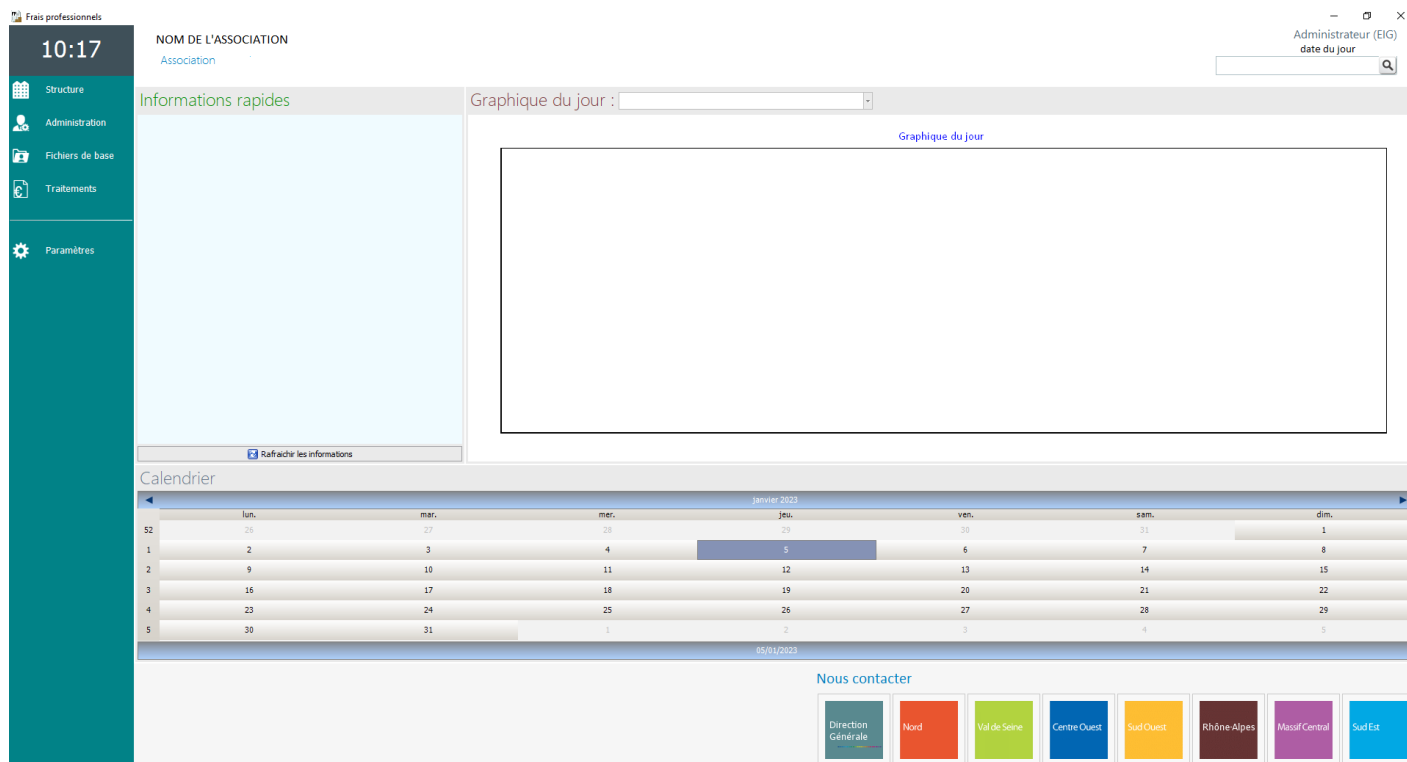 Frais professionnels
10:17
NOM DE L'ASSOCIATION
Association
Administrateur (EIG)
date du jour
Structure
Administration
Fichiers de base
Traitements
Paramètres
Informations rapides
Graphique du jour :
Graphique du jour
Rafraichir les informations
Calendrier
janvier 2023
lun. mar. mer. jeu. ven. sam. dim.
52 26 27 28 29 30 31 1
1 2 3 4 5 6 7 8
2 9 10 11 12 13 14 15
3 16 17 18 19 20 21 22
4 23 24 25 26 27 28 29
5 30 31 1 2 3 4 5
05/01/2023
Nous contacter
Direction
Générale
Nord
Val de Seine
Centre Ouest
Sud Ouest
Rhône-Alpes
Massif Central
Sud Est